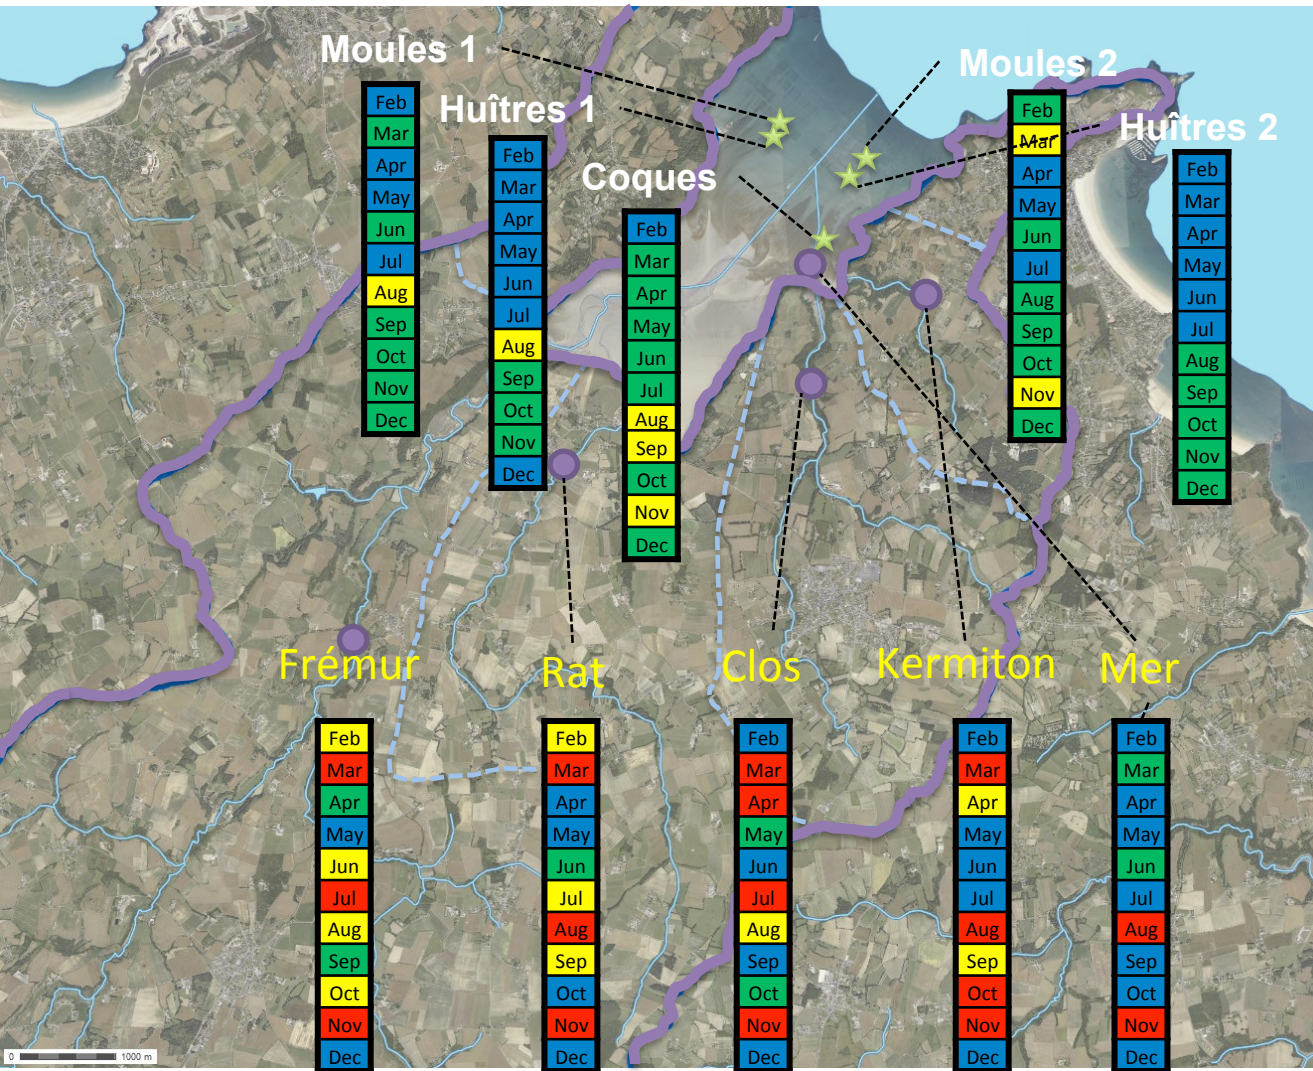 Moules 1
Feb
Mar
Apr
May
Jun
Jul
Aug
Sep
Oct
Nov
Dec
Huîtres 1
Feb
Mar
Apr
May
Jun
Jul
Aug
Sep
Oct
Nov
Dec
Coques
Feb
Mar
Apr
May
Jun
Jul
Aug
Sep
Oct
Nov
Dec
Moules 2
Feb
Mar
Apr
May
Jun
Jul
Aug
Sep
Oct
Nov
Dec
Huîtres 2
Feb
Mar
Apr
May
Jun
Jul
Aug
Sep
Oct
Nov
Dec
Frémur
Feb
Mar
Apr
May
Jun
Jul
Aug
Sep
Oct
Nov
Dec
Rat
Feb
Mar
Apr
May
Jun
Jul
Aug
Sep
Oct
Nov
Dec
Clos
Feb
Mar
Apr
May
Jun
Jul
Aug
Sep
Oct
Nov
Dec
Kermiton
Feb
Mar
Apr
May
Jun
Jul
Aug
Sep
Oct
Nov
Dec
Mer
Feb
Mar
Apr
May
Jun
Jul
Aug
Sep
Oct
Nov
Dec
0 1000 m